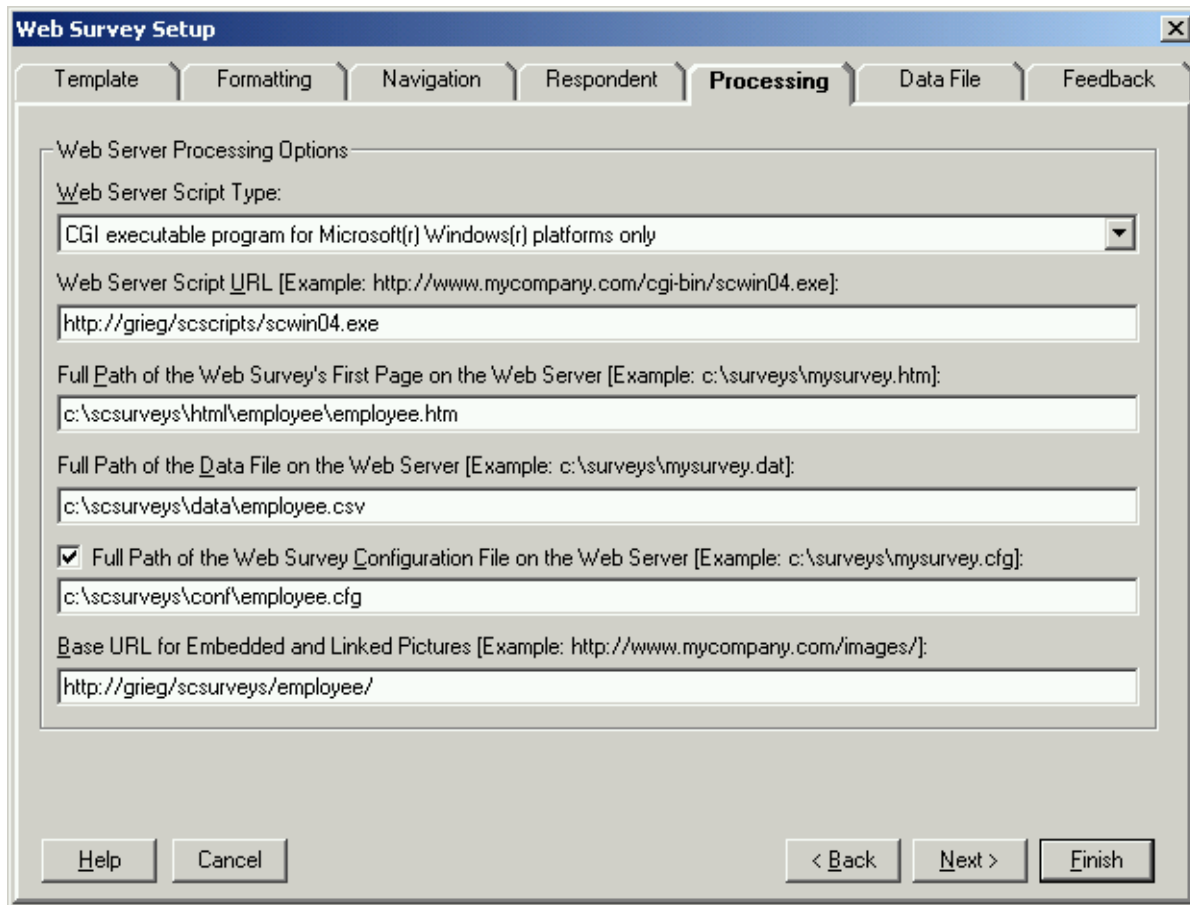 Web Survey Setup
Template Formatting Navigation Respondent Processing Data File Feedback
Web Server Processing Options
Web Server Script Type:
CGI executable program for Microsoft(r) Windows(r) platforms only
Web Server Script URL [Example: http://www.mycompany.com/cgi-bin/scwin04.exe]:
http://grieg/scscripts/scwin04.exe
Full Path of the Web Survey's First Page on the Web Server [Example: c:\surveys\mysurvey.htm]:
c:\scsurveys\html\employee\employee.htm
Full Path of the Data File on the Web Server [Example: c:\surveys\mysurvey.dat]:
c:\scsurveys\data\employee.csv
Full Path of the Web Survey Configuration File on the Web Server [Example: c:\surveys\mysurvey.cfg]:
c:\scsurveys\conf\employee.cfg
Base URL for Embedded and Linked Pictures [Example: http://www.mycompany.com/images/]:
http://grieg/scsurveys/employee/
Help Cancel < Back Next > Finish